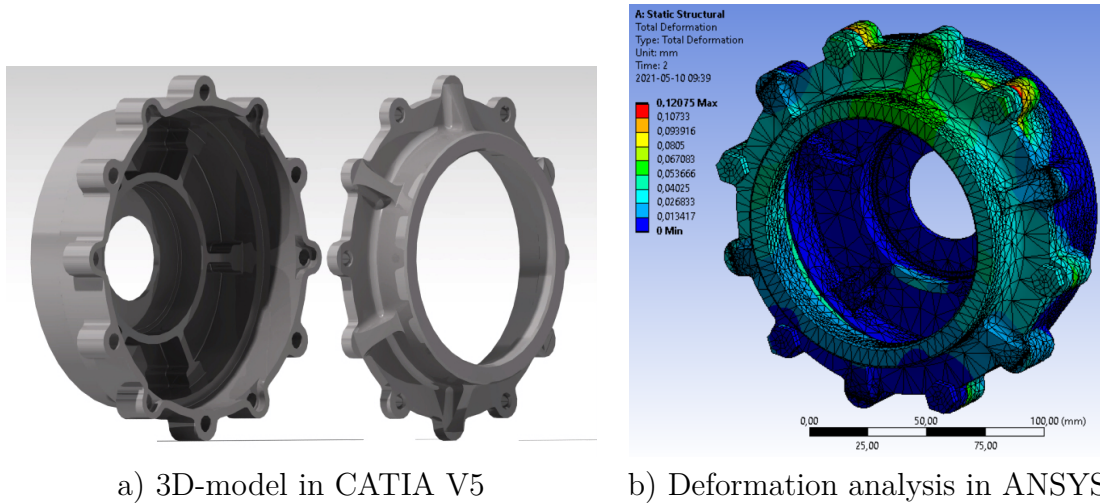 A: Static Structural
Total Deformation
Type: Total Deformation
Unit: mm
Time: 2
2021-05-10 09:39
0,12075 Max
0,10733
0,093916
0,0805
0,067083
0,053666
0,04025
0,026833
0,013417
0 Min
0,00 50,00 100,00 (mm)
25,00 75,00
a) 3D-model in CATIA V5 b) Deformation analysis in ANSYS